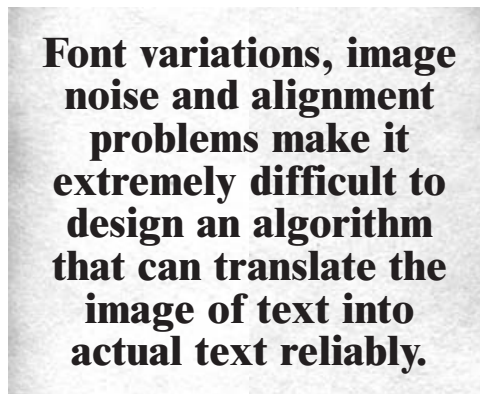 Font variations, image
noise and alignment
problems make it
extremely difficult to
design an algorithm
that can translate the
image of text into
actual text reliably.